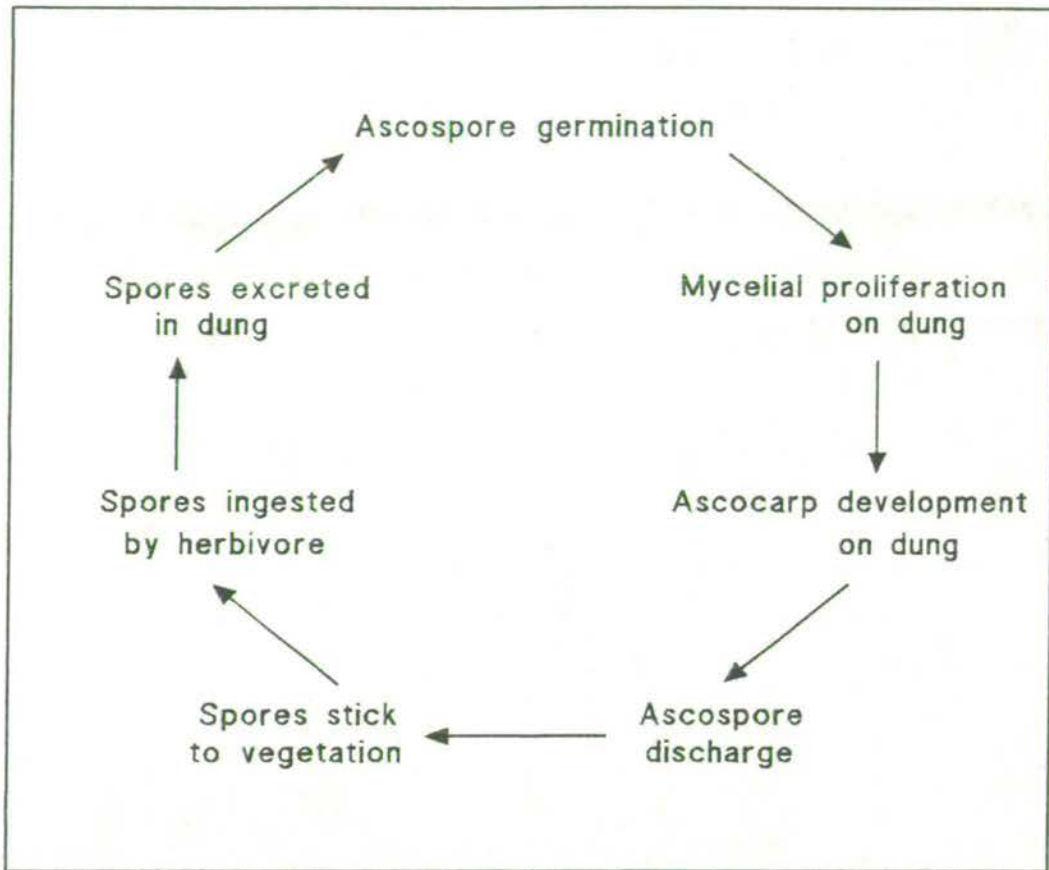 Ascospore germination
Mycelial proliferation
on dung
Ascocarp development
on dung
Ascospore
discharge
Spores stick
to vegetation
Spores ingested
by herbivore
Spores excreted
in dung